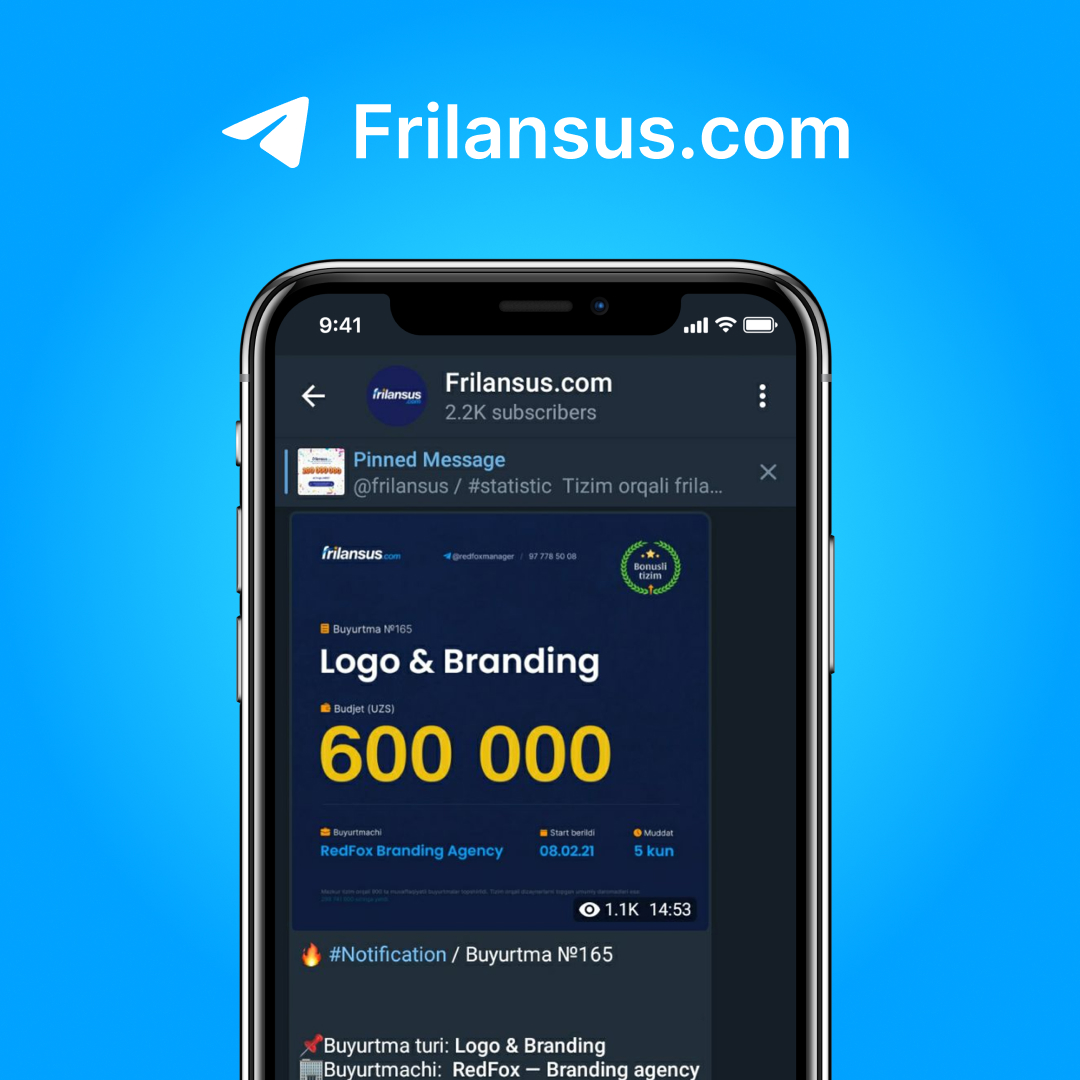 Frilansus.com
9:41
frilansus
Frilansus.com
2.2K subscribers
Pinned Message
@frilansus / #statistic Tizim orqali frila...
frilansus.com
@redfoxmanager / 97 778 50 08
Bonusli
tizim
Buyurtma №165
Logo & Branding
Budjet (UZS)
600 000
Buyurtmachi
Start berildi
Muddat
RedFox Branding Agency
08.02.21
5 kun
1.1K 14:53
🔥 #Notification / Buyurtma №165
📌Buyurtma turi: Logo & Branding
🏢Buyurtmachi: RedFox — Branding agency